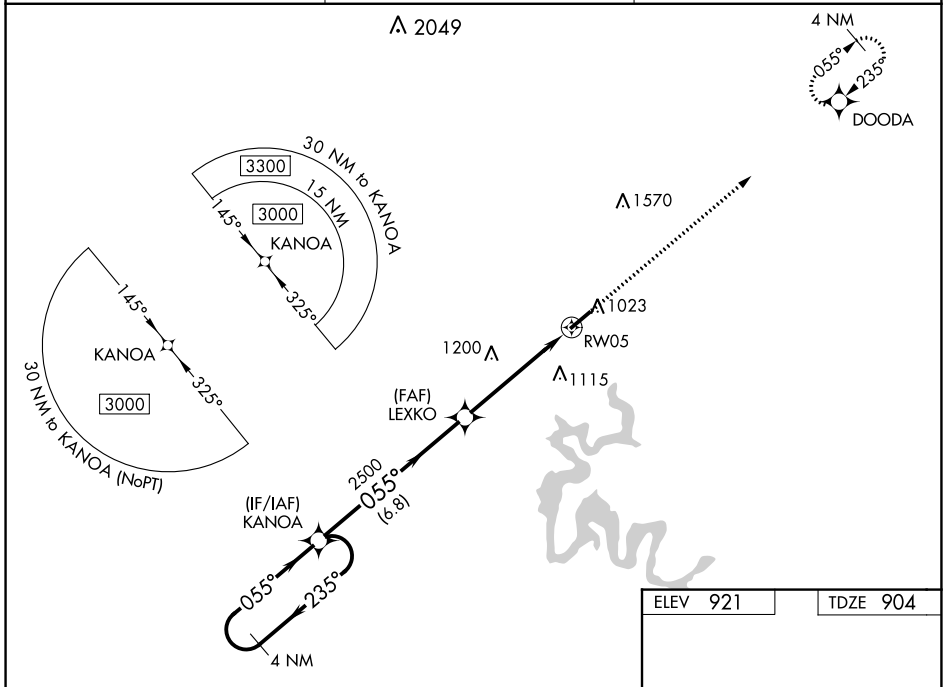 2049
4 NM
055°
235°
DOODA
30 NM to KANOA
3300
15 NM
3000
145°
KANOA
325°
1570
145°
KANOA
325°
3000
30 NM to KANOA (NoPT)
1023
RW05
1200
1115
(FAF)
LEXKO
2500
055°
(6.8)
(IF/IAF)
KANOA
055°
235°
4 NM
ELEV 921
TDZE 904